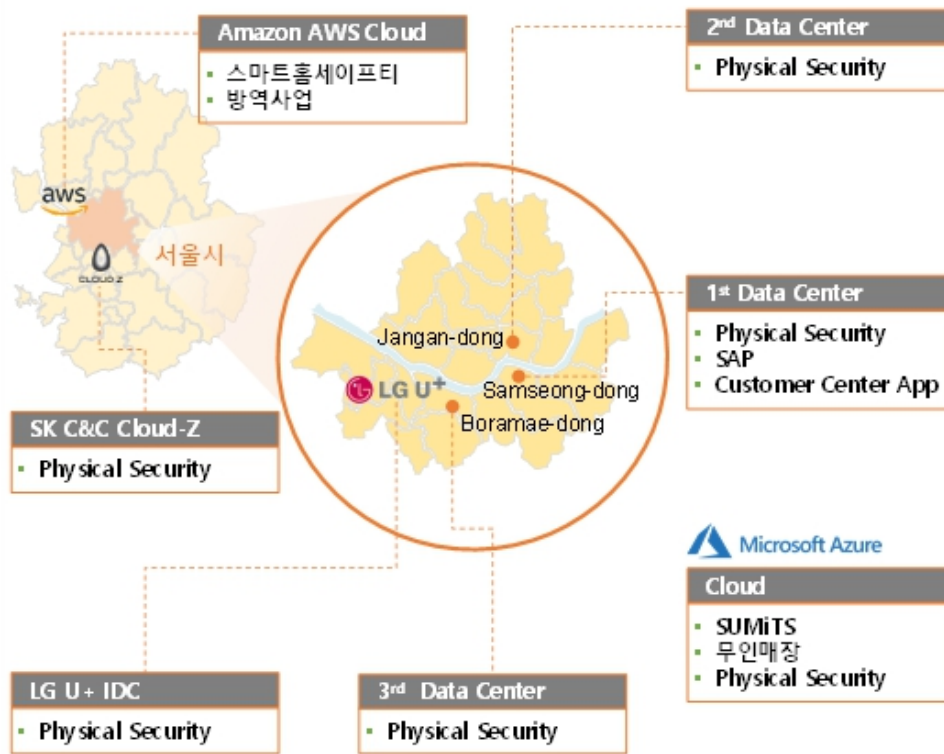 Amazon AWS Cloud
▪ 스마트홈세이프티
▪ 방역사업
2nd Data Center
▪ Physical Security
aws
CLOUD Z
서울시
Jangan-dong
LG U+
Samseong-dong
Boramae-dong
1st Data Center
▪ Physical Security
▪ SAP
▪ Customer Center App
SK C&C Cloud-Z
▪ Physical Security
Microsoft Azure
Cloud
▪ SUMiTS
▪ 무인매장
▪ Physical Security
LG U+ IDC
▪ Physical Security
3rd Data Center
▪ Physical Security